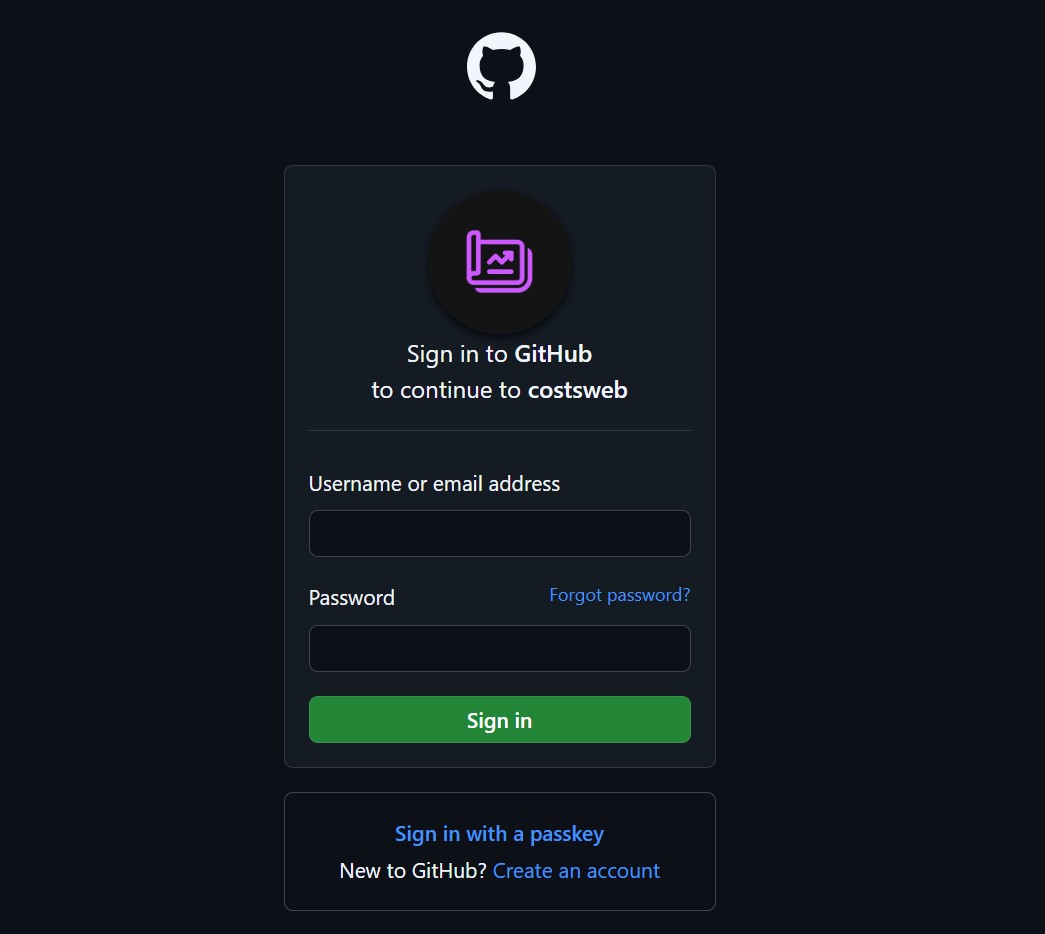 Sign in to GitHub
to continue to costsweb
Username or email address
Password Forgot password?
Sign in
Sign in with a passkey
New to GitHub? Create an account